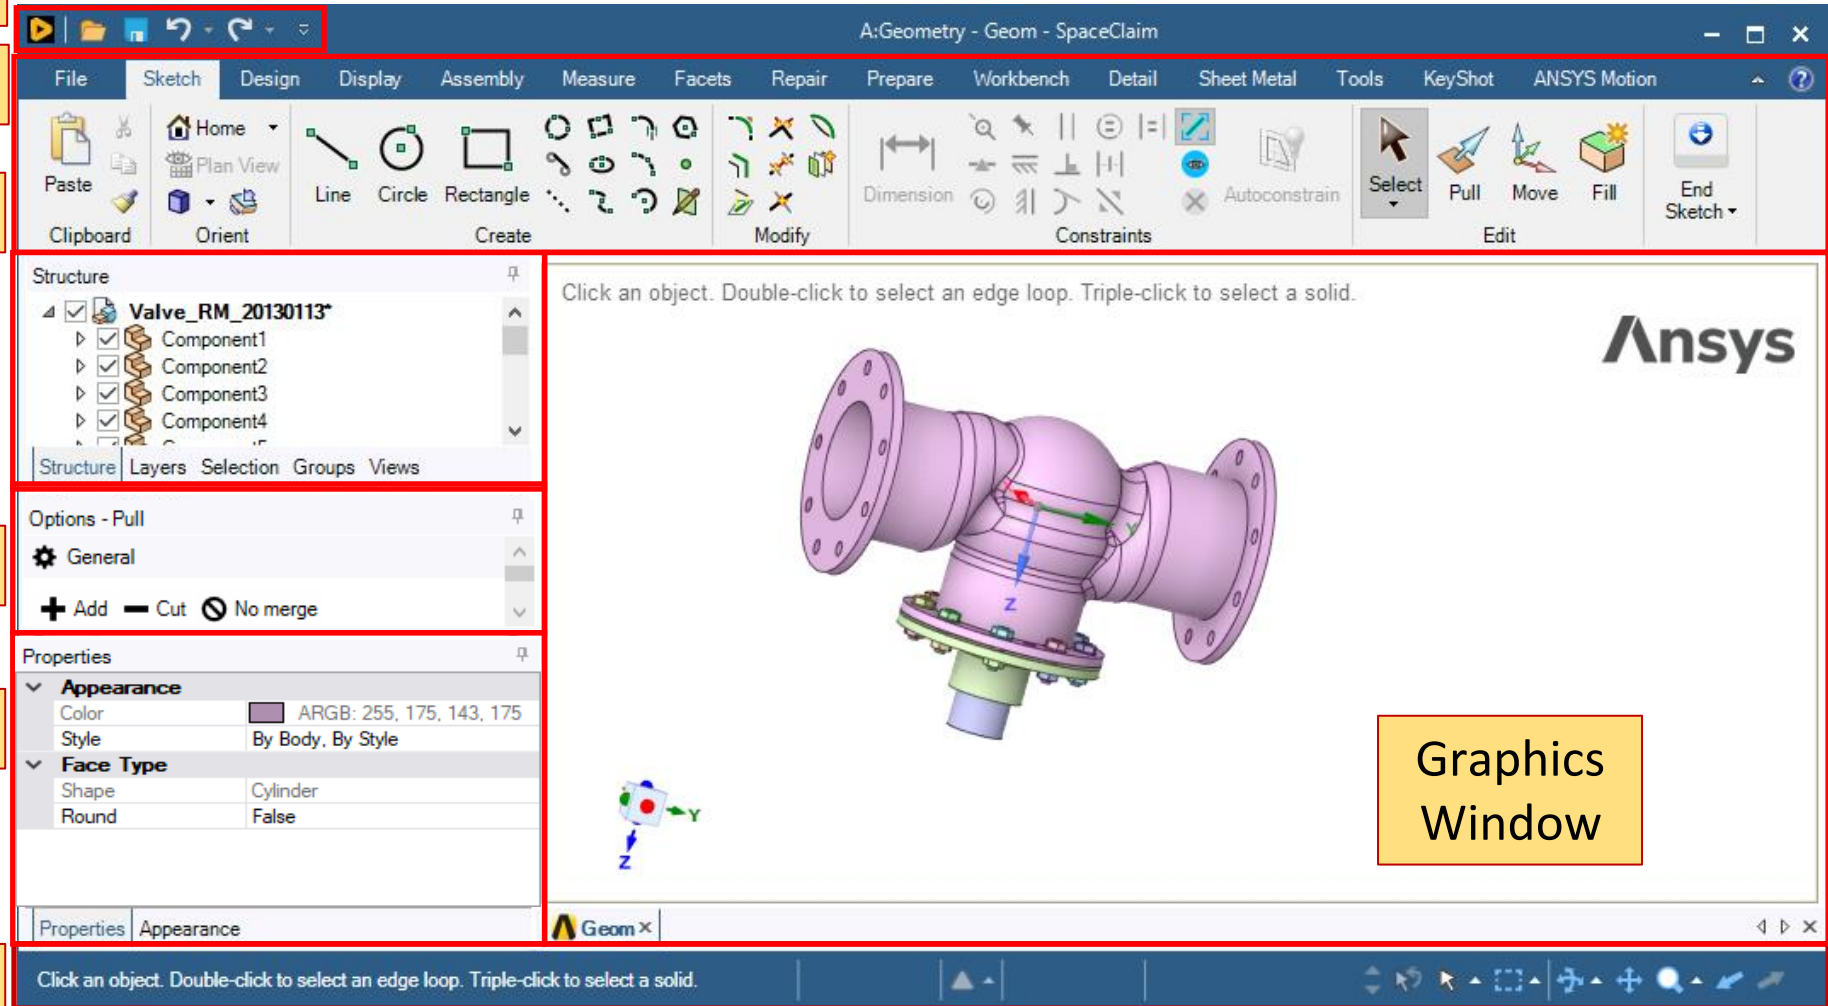 A:Geometry - Geom - SpaceClaim
File Sketch Design Display Assembly Measure Facets Repair Prepare Workbench Detail Sheet Metal Tools KeyShot ANSYS Motion
Paste
Clipboard
Home
Plan View
Orient
Line Circle Rectangle
Create
Modify
Dimension
Autoconstrain
Constraints
Select Pull Move Fill
Edit
End
Sketch
Structure
Valve_RM_20130113*
Component1
Component2
Component3
Component4
Structure Layers Selection Groups Views
Options - Pull
General
Add Cut No merge
Properties
Appearance
Color ARGB: 255, 175, 143, 175
Style By Body, By Style
Face Type
Shape Cylinder
Round False
Properties Appearance
Click an object. Double-click to select an edge loop. Triple-click to select a solid.
Ansys
Y
Z
Y
Z
Graphics
Window
Geom
Click an object. Double-click to select an edge loop. Triple-click to select a solid.